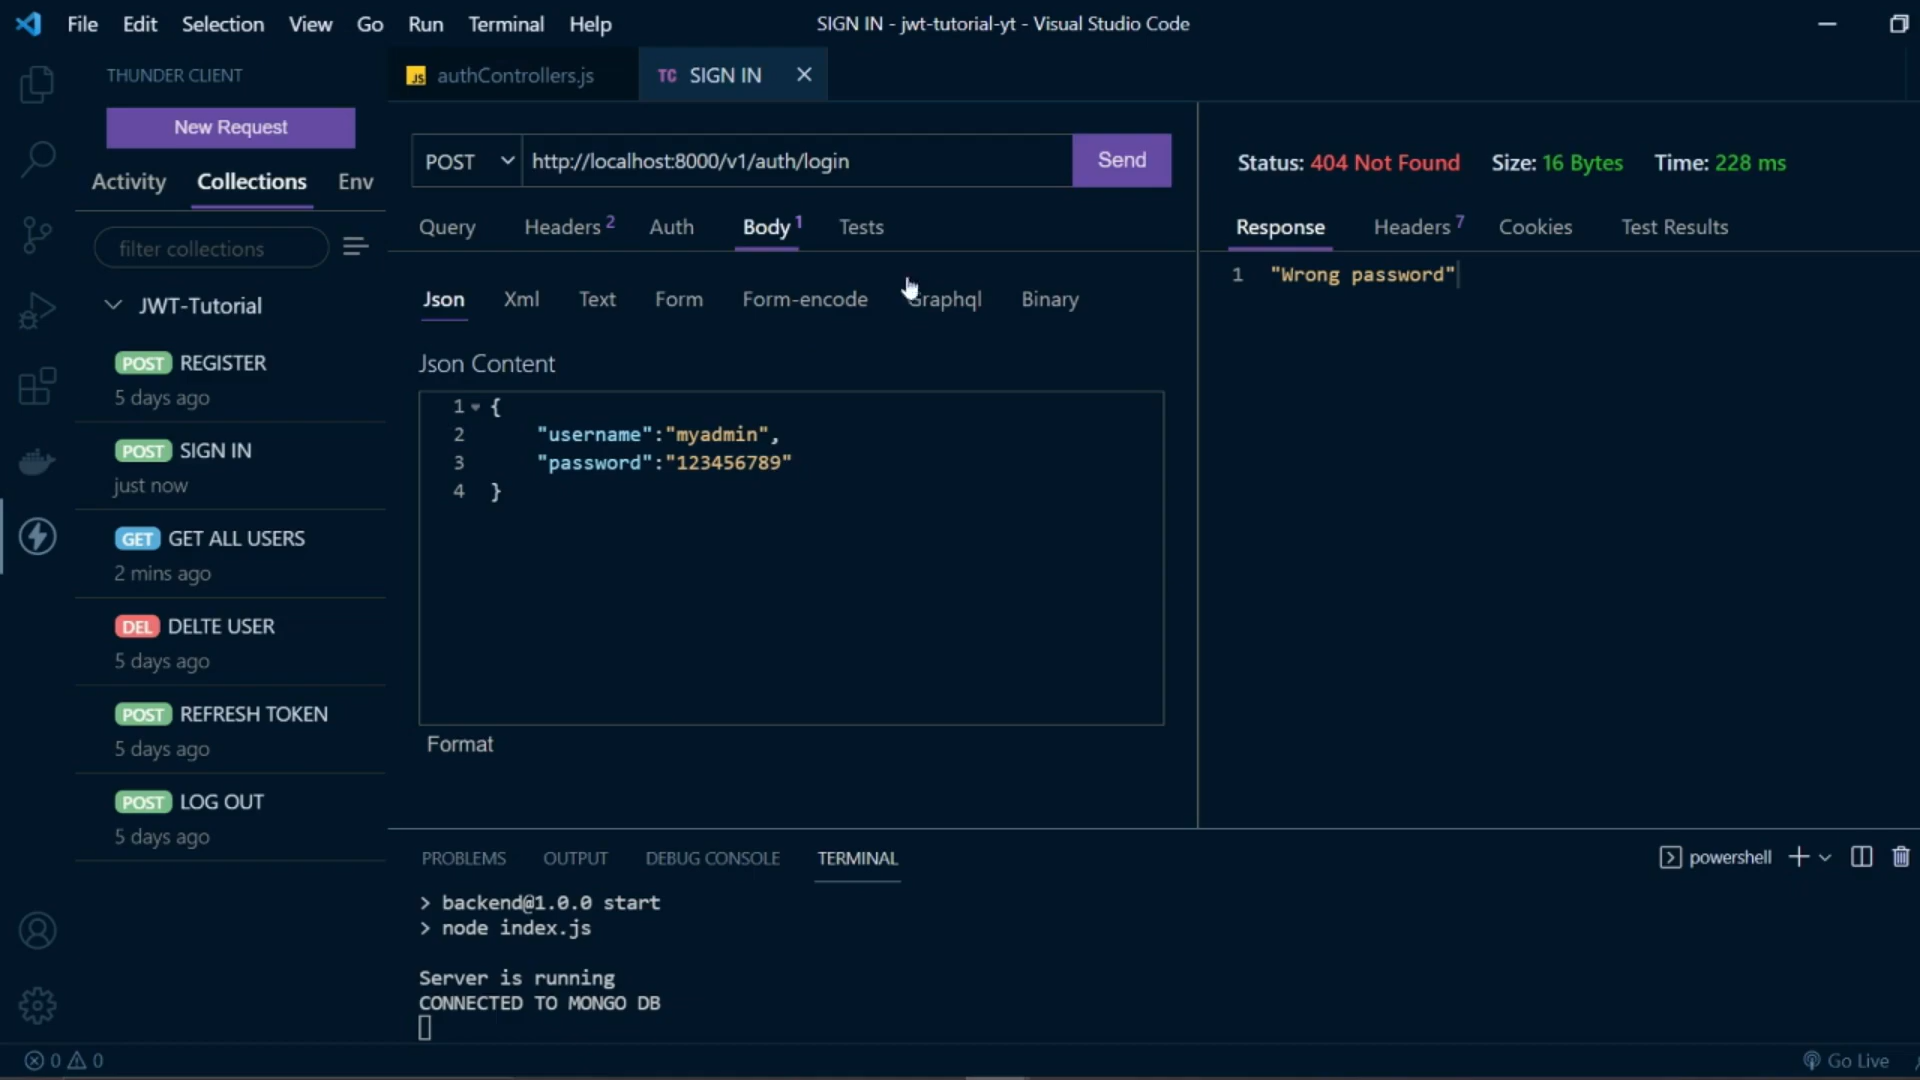 File Edit Selection View Go Run Terminal Help
SIGN IN - jwt-tutorial-yt - Visual Studio Code
THUNDER CLIENT
New Request
Activity Collections Env
filter collections
JWT-Tutorial
POST REGISTER
5 days ago
POST SIGN IN
just now
GET GET ALL USERS
2 mins ago
DEL DELTE USER
5 days ago
POST REFRESH TOKEN
5 days ago
POST LOG OUT
5 days ago
JS authControllers.js
TC SIGN IN
POST http://localhost:8000/v1/auth/login Send
Query Headers 2 Auth Body 1 Tests
Json Xml Text Form Form-encode Graphql Binary
Json Content
1 {
2 "username":"myadmin",
3 "password":"123456789"
4 }
Format
Status: 404 Not Found Size: 16 Bytes Time: 228 ms
Response Headers 7 Cookies Test Results
1 "Wrong password"
PROBLEMS OUTPUT DEBUG CONSOLE TERMINAL
powershell
> backend@1.0.0 start
> node index.js
Server is running
CONNECTED TO MONGO DB
0 0
Go Live